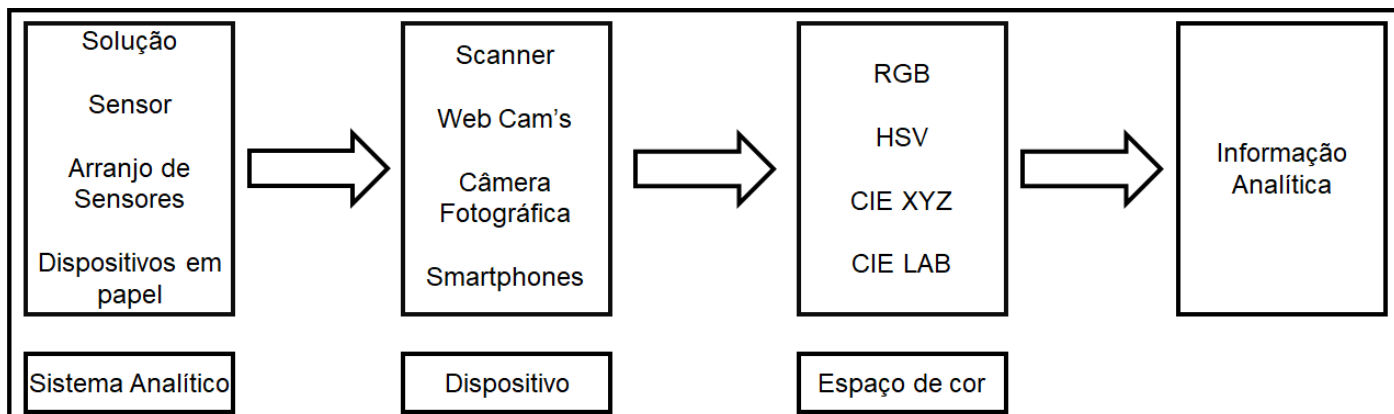 Solução
Sensor
Arranjo de
Sensores
Dispositivos em
papel
Sistema Analítico
Scanner
Web Cam's
Câmera
Fotográfica
Smartphones
Dispositivo
RGB
HSV
CIE XYZ
CIE LAB
Espaço de cor
Informação
Analítica